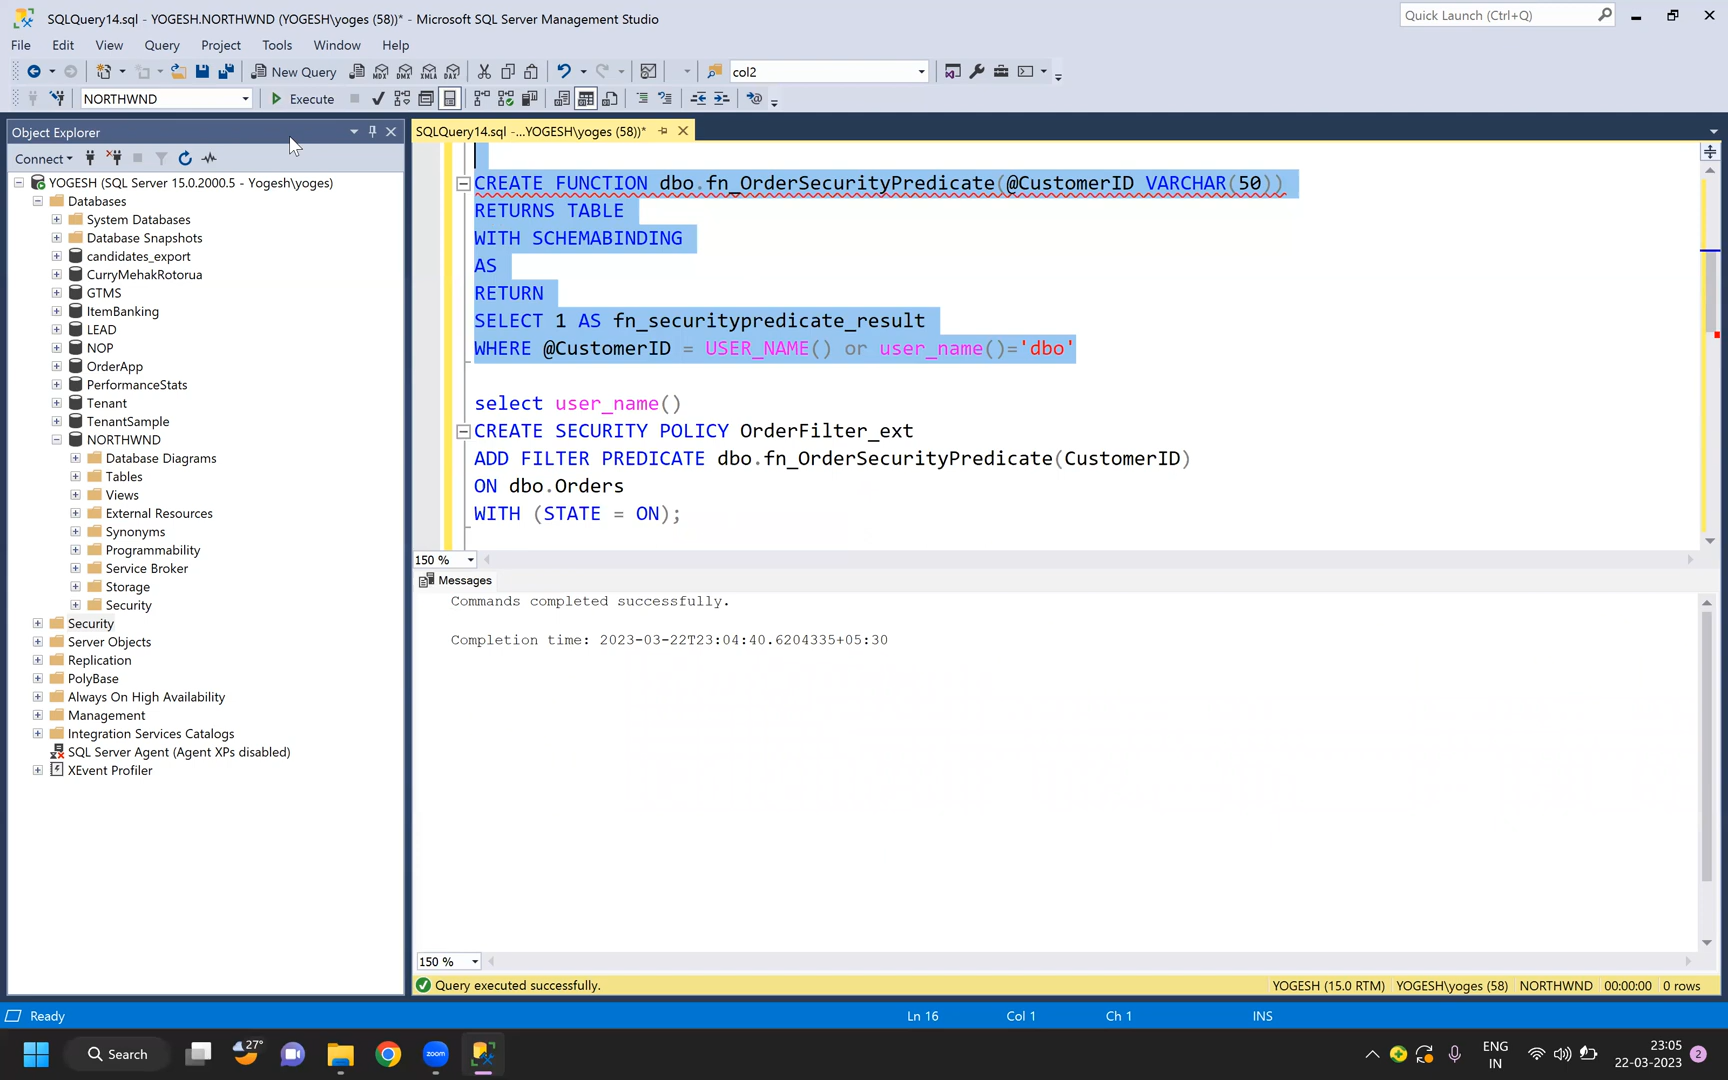 SQLQuery14.sql - YOGESH.NORTHWND (YOGESH\yoges (58))* - Microsoft SQL Server Management Studio
Quick Launch (Ctrl+Q)
File Edit View Query Project Tools Window Help
New Query
MDX DMX XMLA DAX
col2
NORTHWND
Execute
Object Explorer
SQLQuery14.sql -...YOGESH\yoges (58))*
Connect
YOGESH (SQL Server 15.0.2000.5 - Yogesh\yoges)
Databases
System Databases
Database Snapshots
candidates_export
CurryMehakRotorua
GTMS
ItemBanking
LEAD
NOP
OrderApp
PerformanceStats
Tenant
TenantSample
NORTHWND
Database Diagrams
Tables
Views
External Resources
Synonyms
Programmability
Service Broker
Storage
Security
Security
Server Objects
Replication
PolyBase
Always On High Availability
Management
Integration Services Catalogs
SQL Server Agent (Agent XPs disabled)
XEvent Profiler
CREATE FUNCTION dbo.fn_OrderSecurityPredicate(@CustomerID VARCHAR(50))
RETURNS TABLE
WITH SCHEMABINDING
AS
RETURN
SELECT 1 AS fn_securitypredicate_result
WHERE @CustomerID = USER_NAME() or user_name()='dbo'
select user_name()
CREATE SECURITY POLICY OrderFilter_ext
ADD FILTER PREDICATE dbo.fn_OrderSecurityPredicate(CustomerID)
ON dbo.Orders
WITH (STATE = ON);
150 %
Messages
Commands completed successfully.
Completion time: 2023-03-22T23:04:40.6204335+05:30
150 %
Query executed successfully.
YOGESH (15.0 RTM) YOGESH\yoges (58) NORTHWND 00:00:00 0 rows
Ready
Ln 16 Col 1 Ch 1 INS
27°
Search
zoom
ENG
IN
23:05
22-03-2023
2